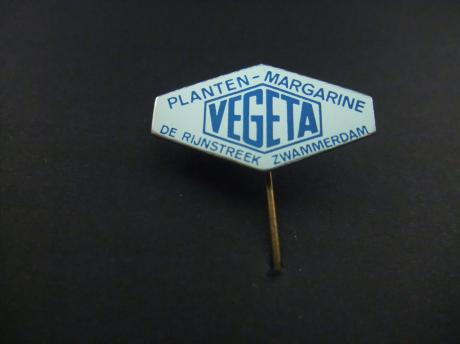 PLANTEN-MARGARINE
VEGETA
DE RIJNSTREEK ZWAMMERDAM